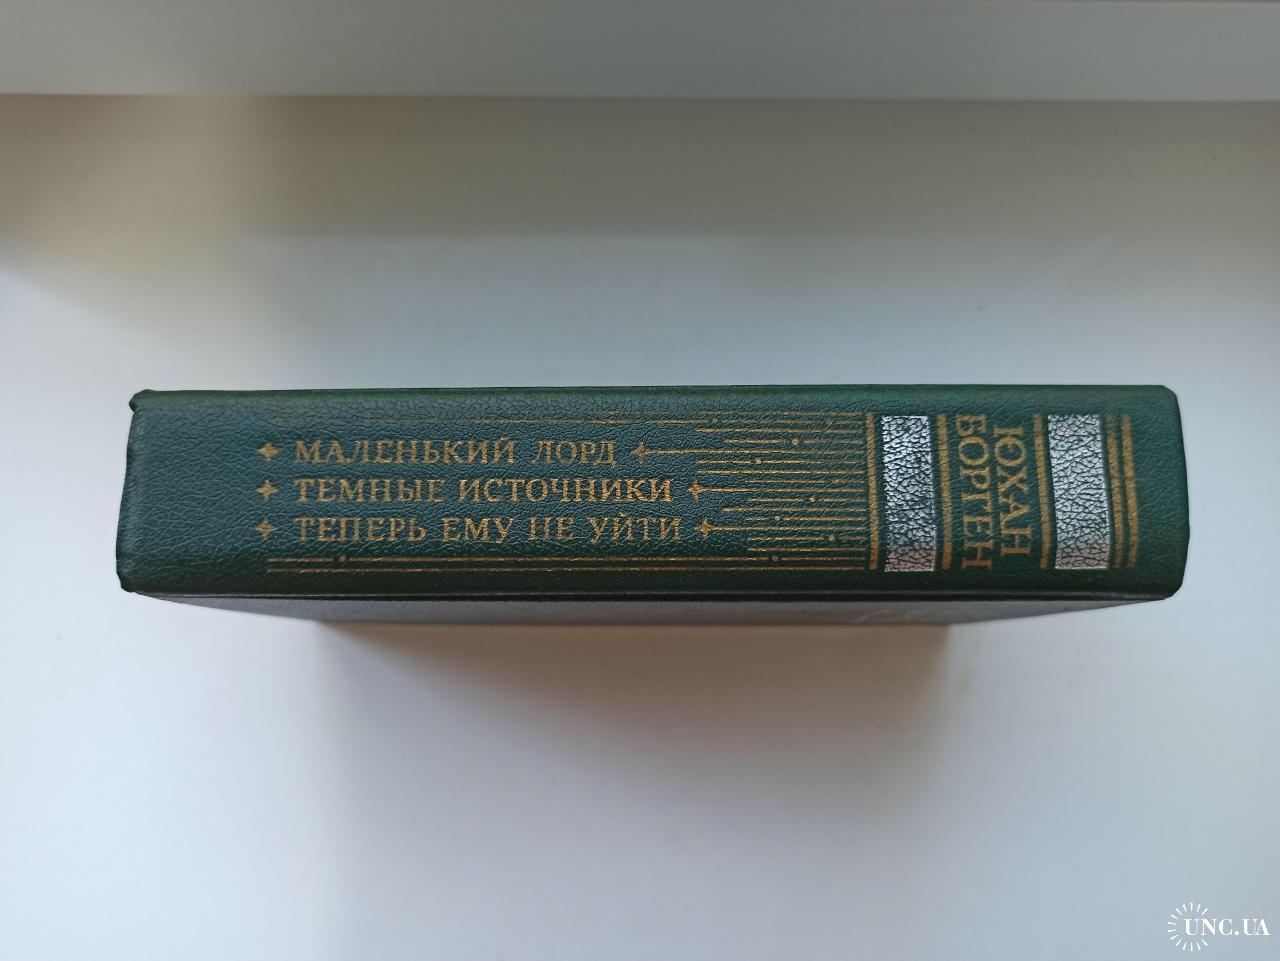 МАЛЕНЬКИЙ ЛОРД
ТЕМНЫЕ ИСТОЧНИКИ
ТЕПЕРЬ ЕМУ НЕ УЙТИ
ЮХАН
БОРГЕН
UNC.UA